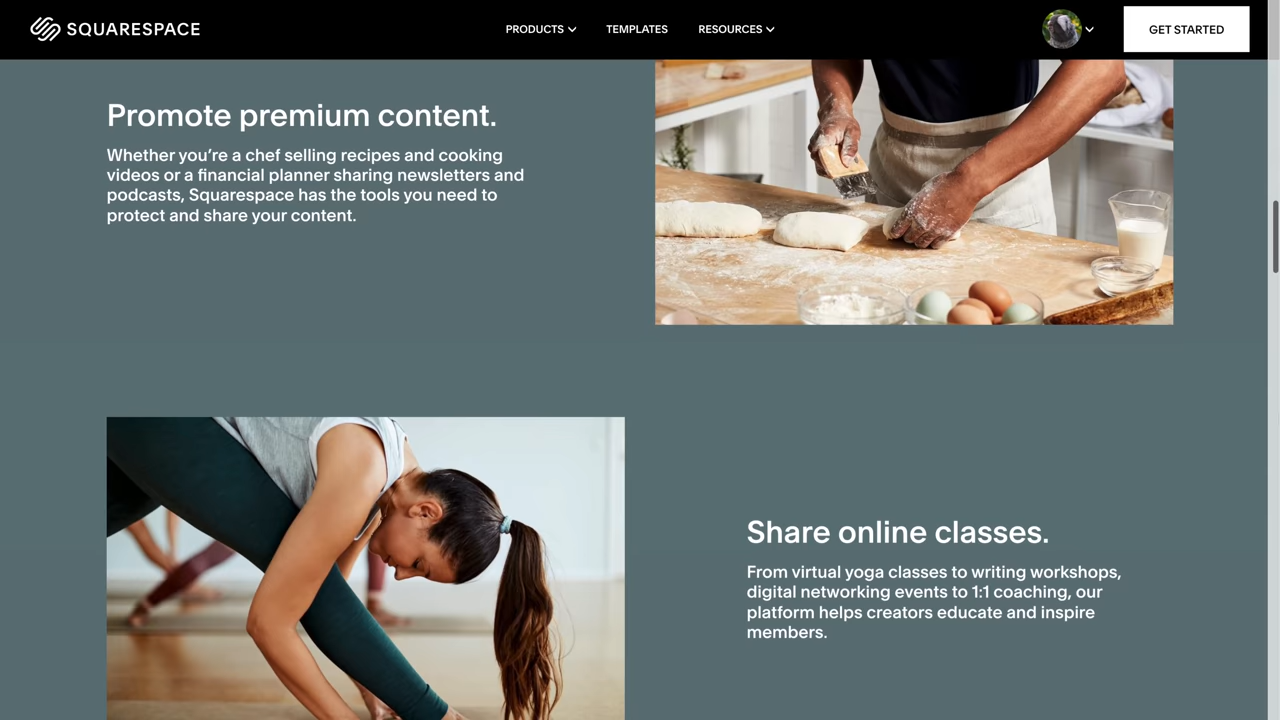 SQUARESPACE
PRODUCTS
TEMPLATES
RESOURCES
GET STARTED
Promote premium content.
Whether you’re a chef selling recipes and cooking
videos or a financial planner sharing newsletters and
podcasts, Squarespace has the tools you need to
protect and share your content.
Share online classes.
From virtual yoga classes to writing workshops,
digital networking events to 1:1 coaching, our
platform helps creators educate and inspire
members.